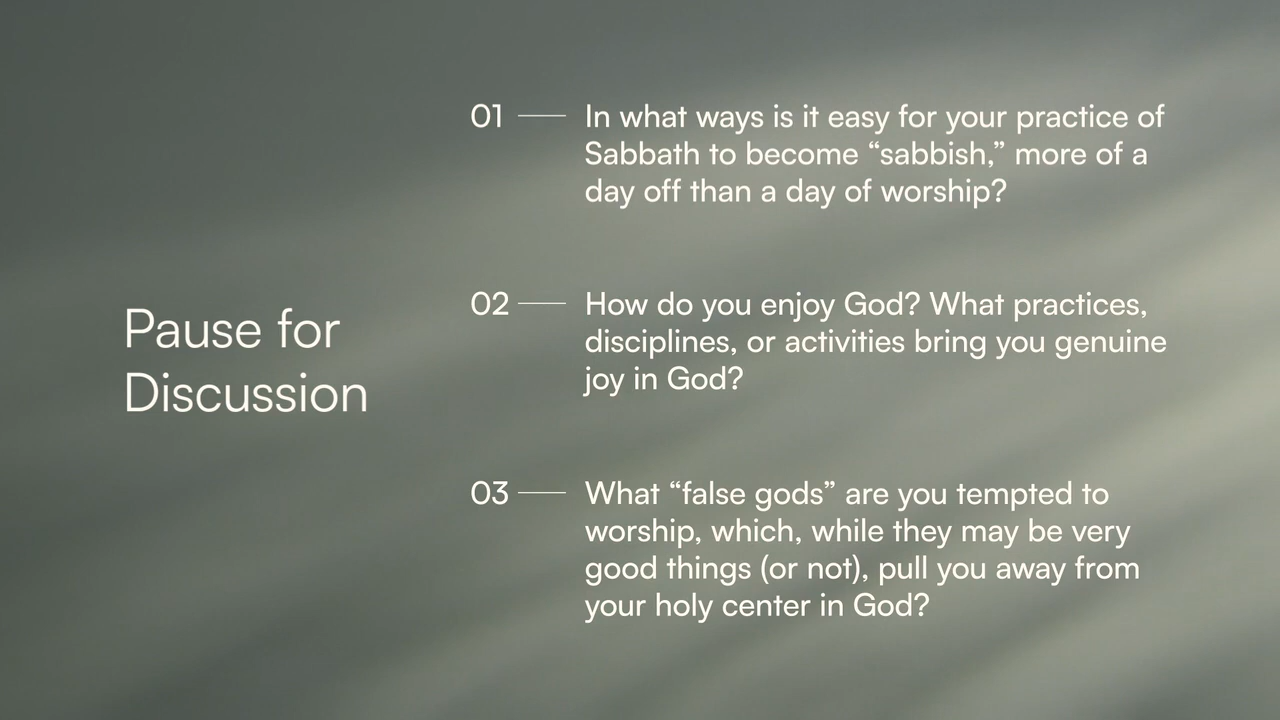 Pause for
Discussion
01 — In what ways is it easy for your practice of
Sabbath to become “sabbish,” more of a
day off than a day of worship?
02 — How do you enjoy God? What practices,
disciplines, or activities bring you genuine
joy in God?
03 — What “false gods” are you tempted to
worship, which, while they may be very
good things (or not), pull you away from
your holy center in God?